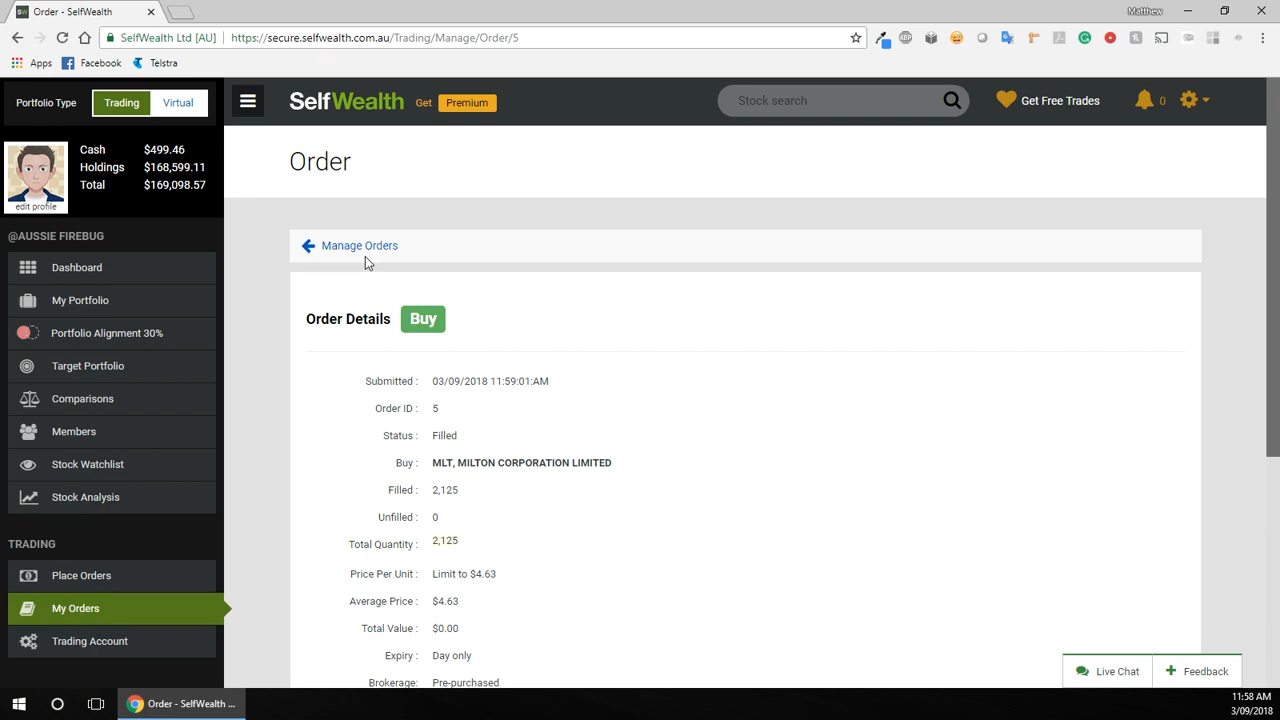 Order - SelfWealth
Matthew
SelfWealth Ltd [AU] https://secure.selfwealth.com.au/Trading/Manage/Order/5
Apps Facebook Telstra
Portfolio Type Trading Virtual
SelfWealth Get Premium
Stock search
Get Free Trades
0
Cash $499.46
Holdings $168,599.11
Total $169,098.57
edit profile
Order
@AUSSIE FIREBUG
Dashboard
My Portfolio
Portfolio Alignment 30%
Target Portfolio
Comparisons
Members
Stock Watchlist
Stock Analysis
TRADING
Place Orders
My Orders
Trading Account
Manage Orders
Order Details Buy
Submitted : 03/09/2018 11:59:01:AM
Order ID : 5
Status : Filled
Buy : MLT, MILTON CORPORATION LIMITED
Filled : 2,125
Unfilled : 0
Total Quantity : 2,125
Price Per Unit : Limit to $4.63
Average Price : $4.63
Total Value : $0.00
Expiry : Day only
Brokerage: Pre-purchased
Live Chat
Feedback
Order - SelfWealth ...
11:58 AM
3/09/2018